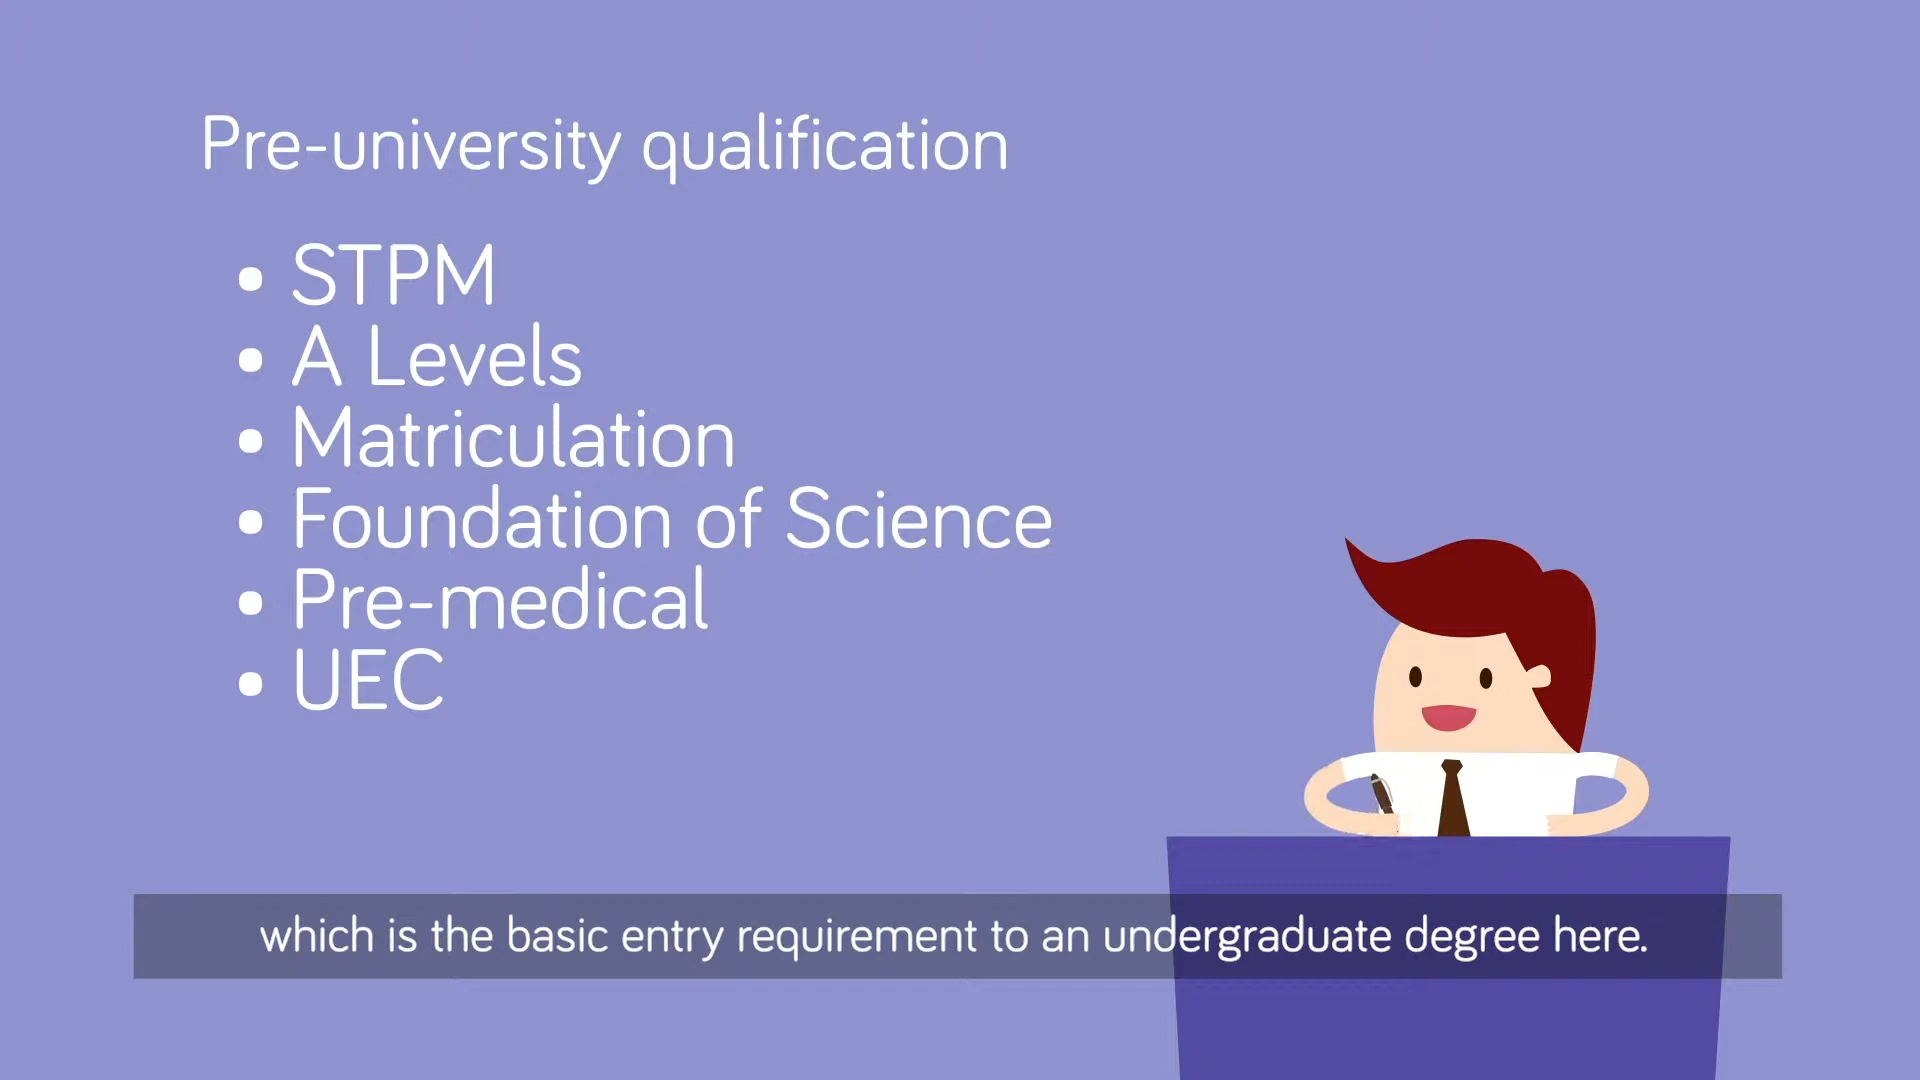 Pre-university qualification
• STPM
• A Levels
• Matriculation
• Foundation of Science
• Pre-medical
• UEC
which is the basic entry requirement to an undergraduate degree here.